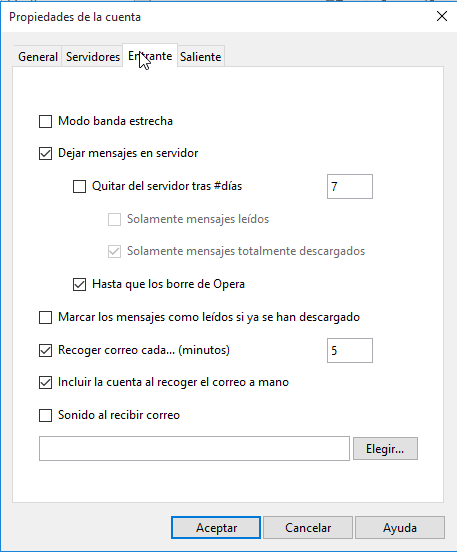 Propiedades de la cuenta
General Servidores Entrante Saliente
Modo banda estrecha
Dejar mensajes en servidor
Quitar del servidor tras #días 7
Solamente mensajes leídos
Solamente mensajes totalmente descargados
Hasta que los borre de Opera
Marcar los mensajes como leídos si ya se han descargado
Recoger correo cada... (minutos) 5
Incluir la cuenta al recoger el correo a mano
Sonido al recibir correo
Elegir...
Aceptar Cancelar Ayuda